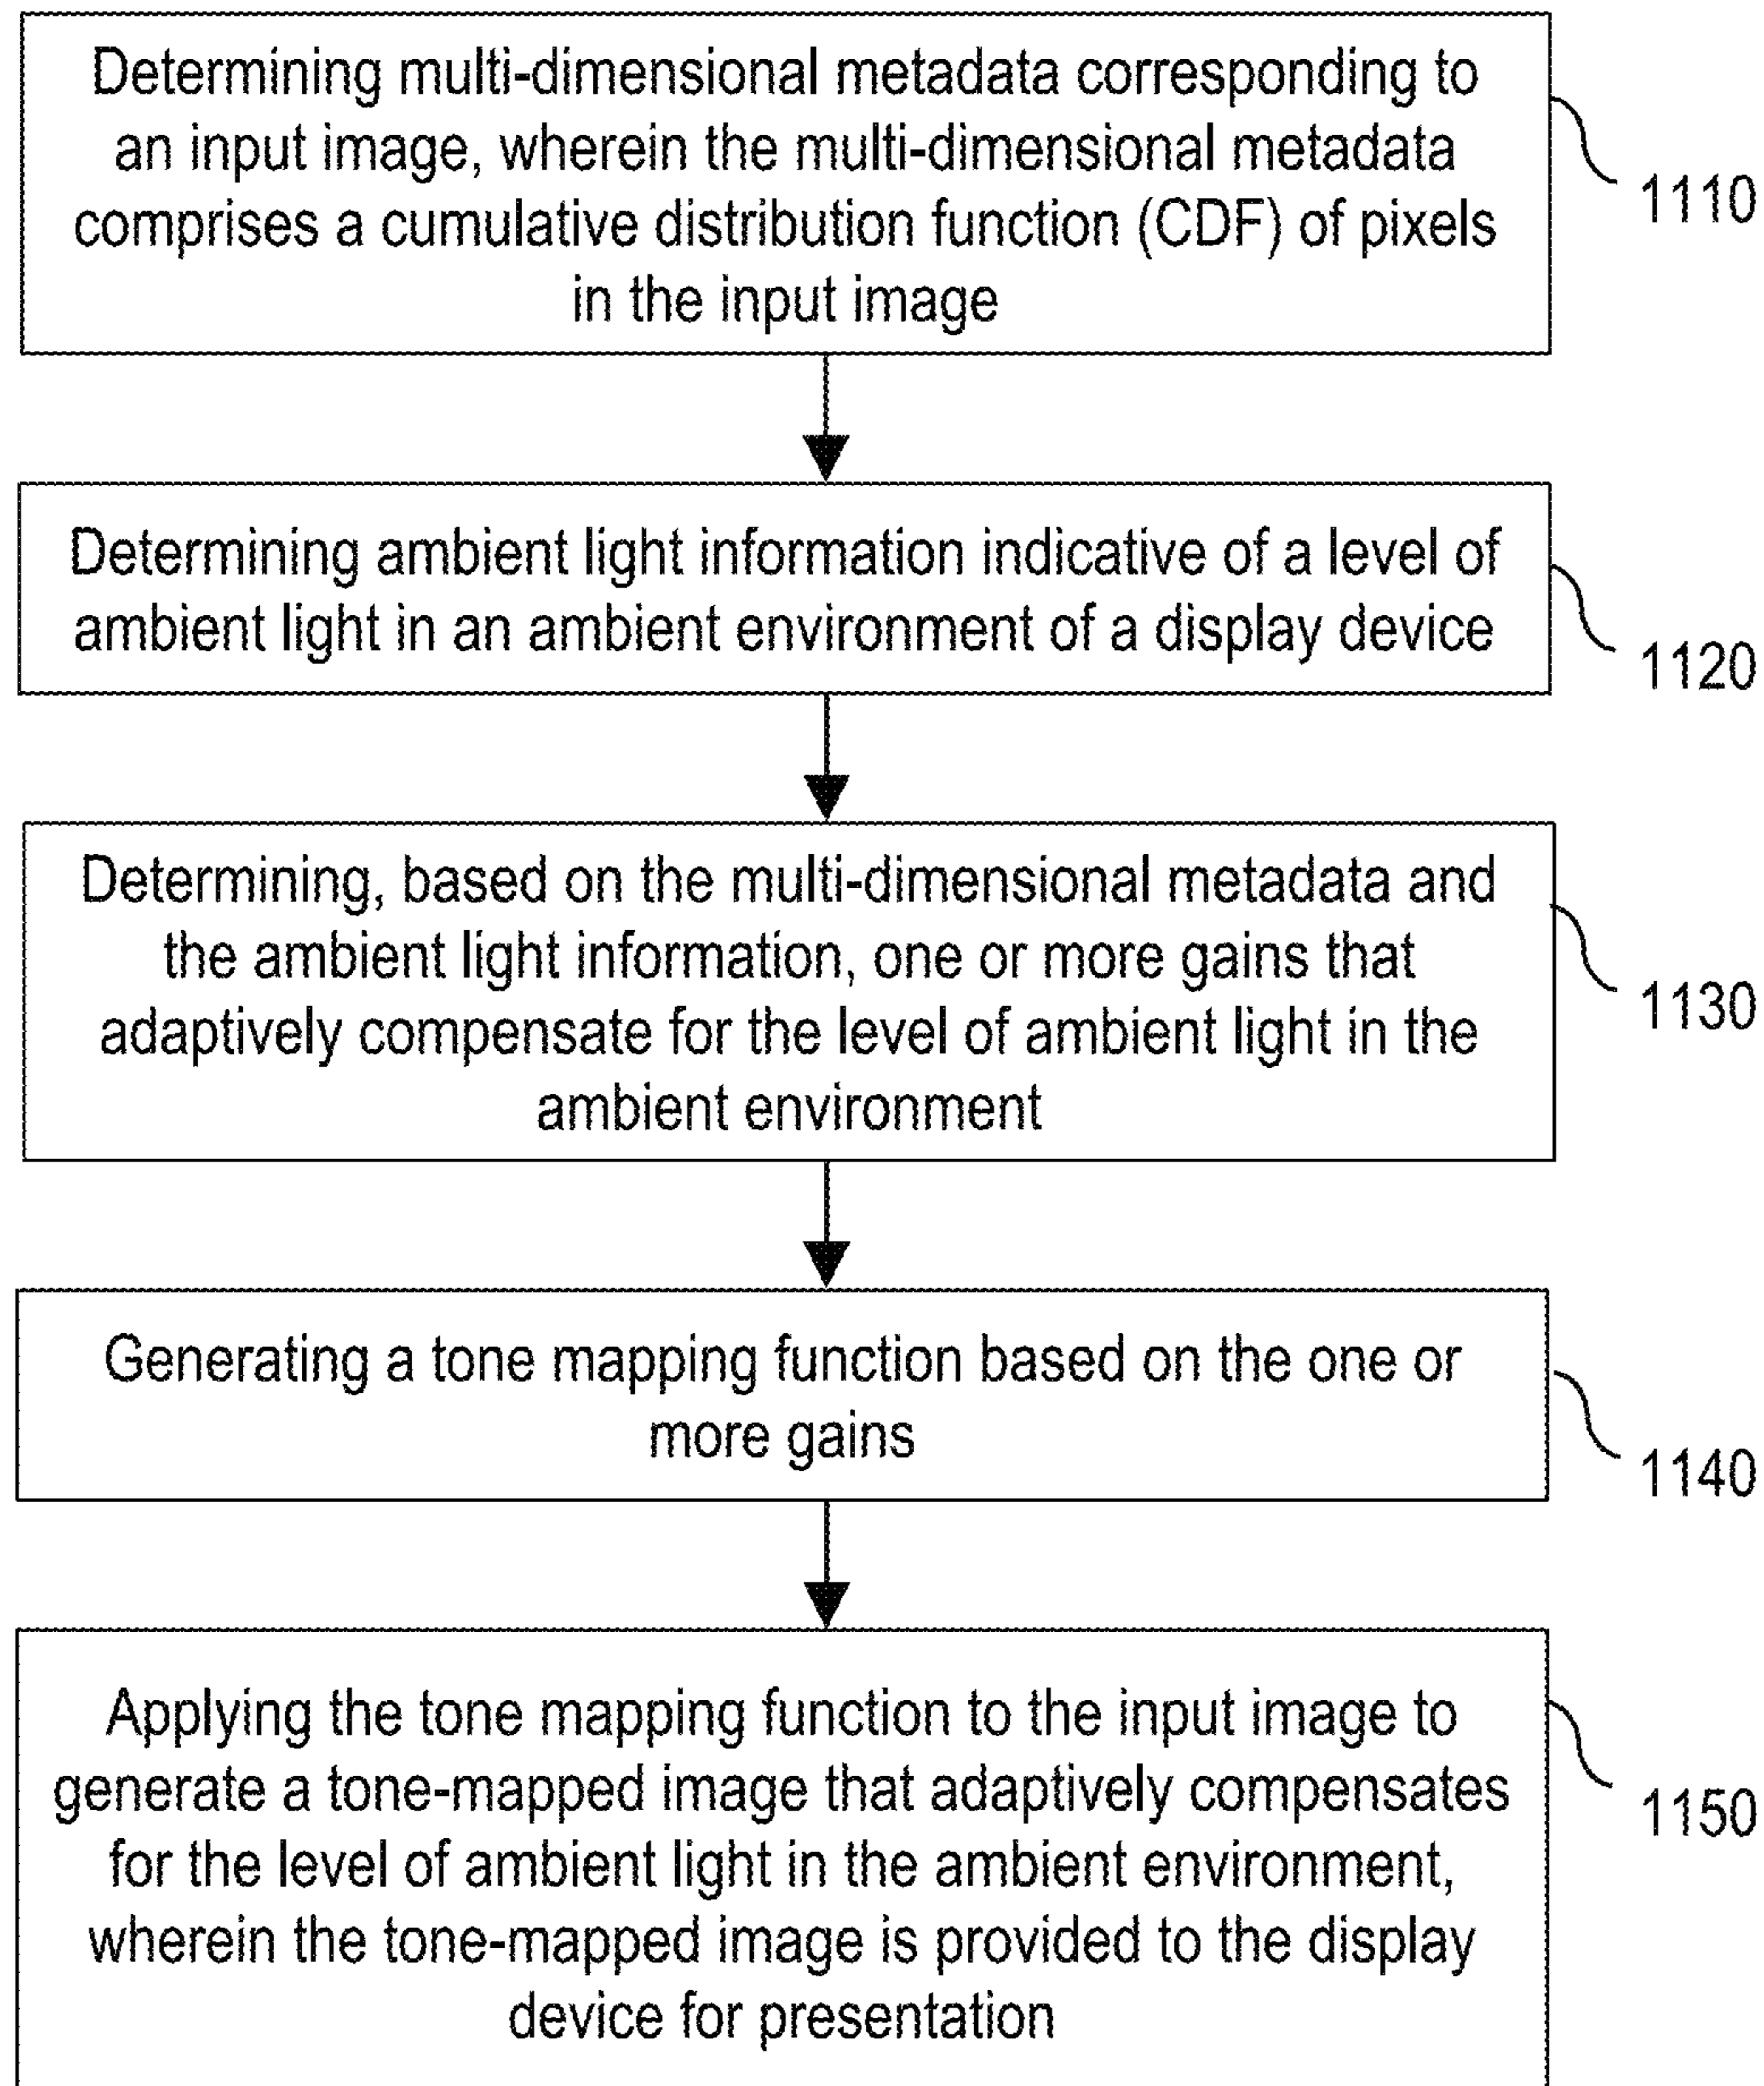 Determining multi-dimensional metadata corresponding to
an input image, wherein the multi-dimensional metadata
comprises a cumulative distribution function (CDF) of pixels
in the input image
1110
Determining ambient light information indicative of a level of
ambient light in an ambient environment of a display device
1120
Determining, based on the multi-dimensional metadata and
the ambient light information, one or more gains that
adaptively compensate for the level of ambient light in the
ambient environment
1130
Generating a tone mapping function based on the one or
more gains
1140
Applying the tone mapping function to the input image to
generate a tone-mapped image that adaptively compensates
for the level of ambient light in the ambient environment,
wherein the tone-mapped image is provided to the display
device for presentation
1150